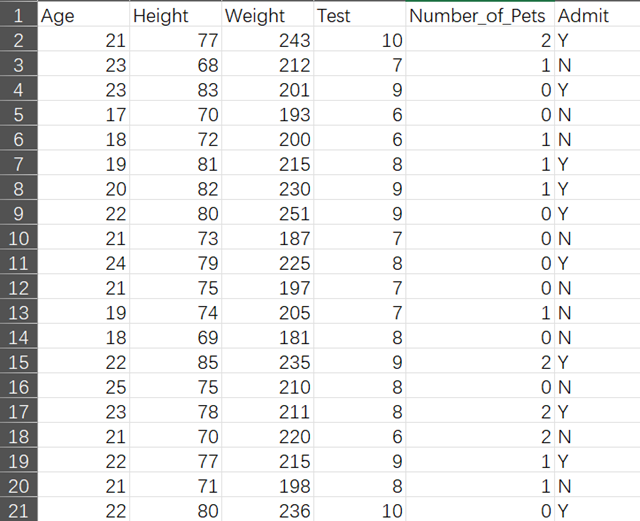 1 Age Height Weight Test Number_of_Pets Admit
2 21 77 243 10 2 Y
3 23 68 212 7 1 N
4 23 83 201 9 0 Y
5 17 70 193 6 0 N
6 18 72 200 6 1 N
7 19 81 215 8 1 Y
8 20 82 230 9 1 Y
9 22 80 251 9 0 Y
10 21 73 187 7 0 N
11 24 79 225 8 0 Y
12 21 75 197 7 0 N
13 19 74 205 7 1 N
14 18 69 181 8 0 N
15 22 85 235 9 2 Y
16 25 75 210 8 0 N
17 23 78 211 8 2 Y
18 21 70 220 6 2 N
19 22 77 215 9 1 Y
20 21 71 198 8 1 N
21 22 80 236 10 0 Y